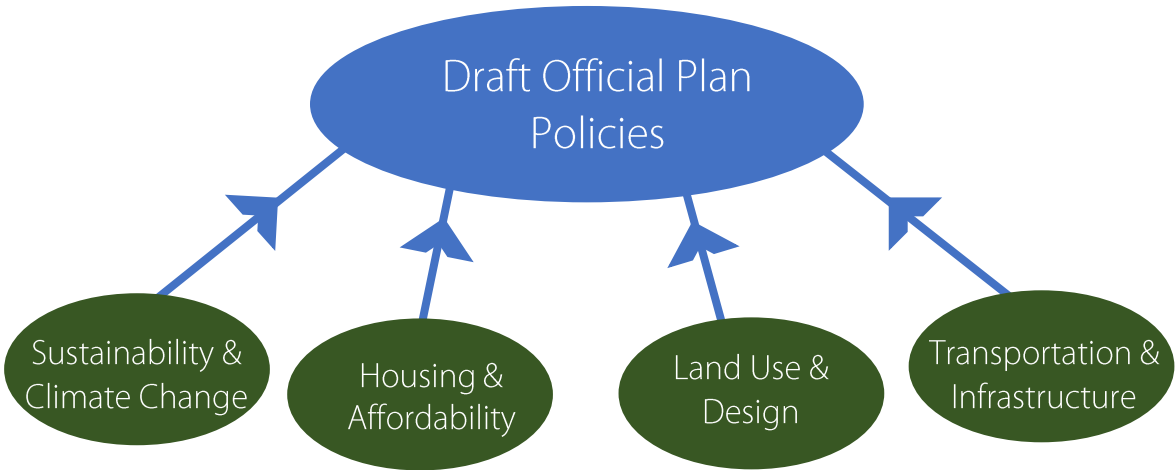 Draft Official Plan
Policies
Sustainability &
Climate Change
Housing &
Affordability
Land Use &
Design
Transportation &
Infrastructure